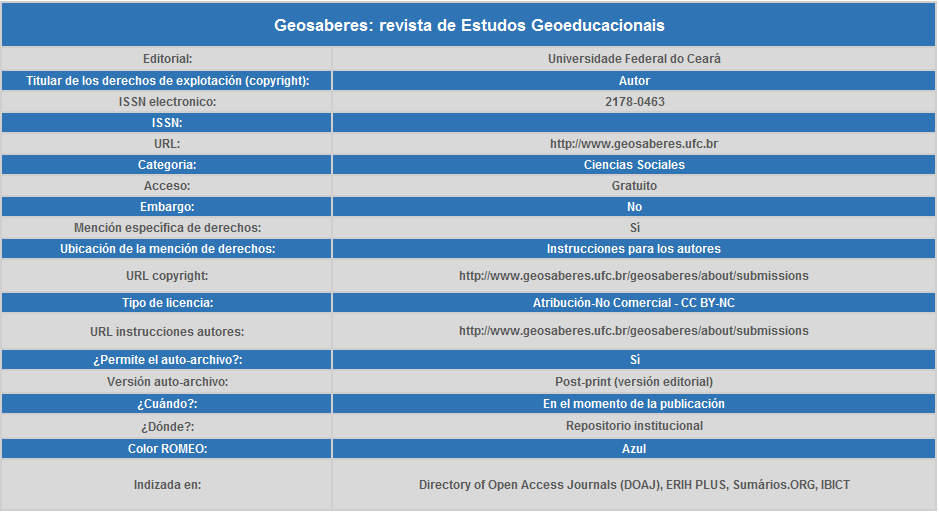 Geosaberes: revista de Estudos Geoeducacionais
Editorial: Universidade Federal do Ceará
Titular de los derechos de explotación (copyright): Autor
ISSN electronico: 2178-0463
ISSN:
URL: http://www.geosaberes.ufc.br
Categoria: Ciencias Sociales
Acceso: Gratuito
Embargo: No
Mención específica de derechos: Sí
Ubicación de la mención de derechos: Instrucciones para los autores
URL copyright: http://www.geosaberes.ufc.br/geosaberes/about/submissions
Tipo de licencia: Atribución-No Comercial - CC BY-NC
URL instrucciones autores: http://www.geosaberes.ufc.br/geosaberes/about/submissions
¿Permite el auto-archivo?: Sí
Versión auto-archivo: Post-print (versión editorial)
¿Cuándo?: En el momento de la publicación
¿Dónde?: Repositorio institucional
Color ROMEO: Azul
Indizada en: Directory of Open Access Journals (DOAJ), ERIH PLUS, Sumários.ORG, IBICT